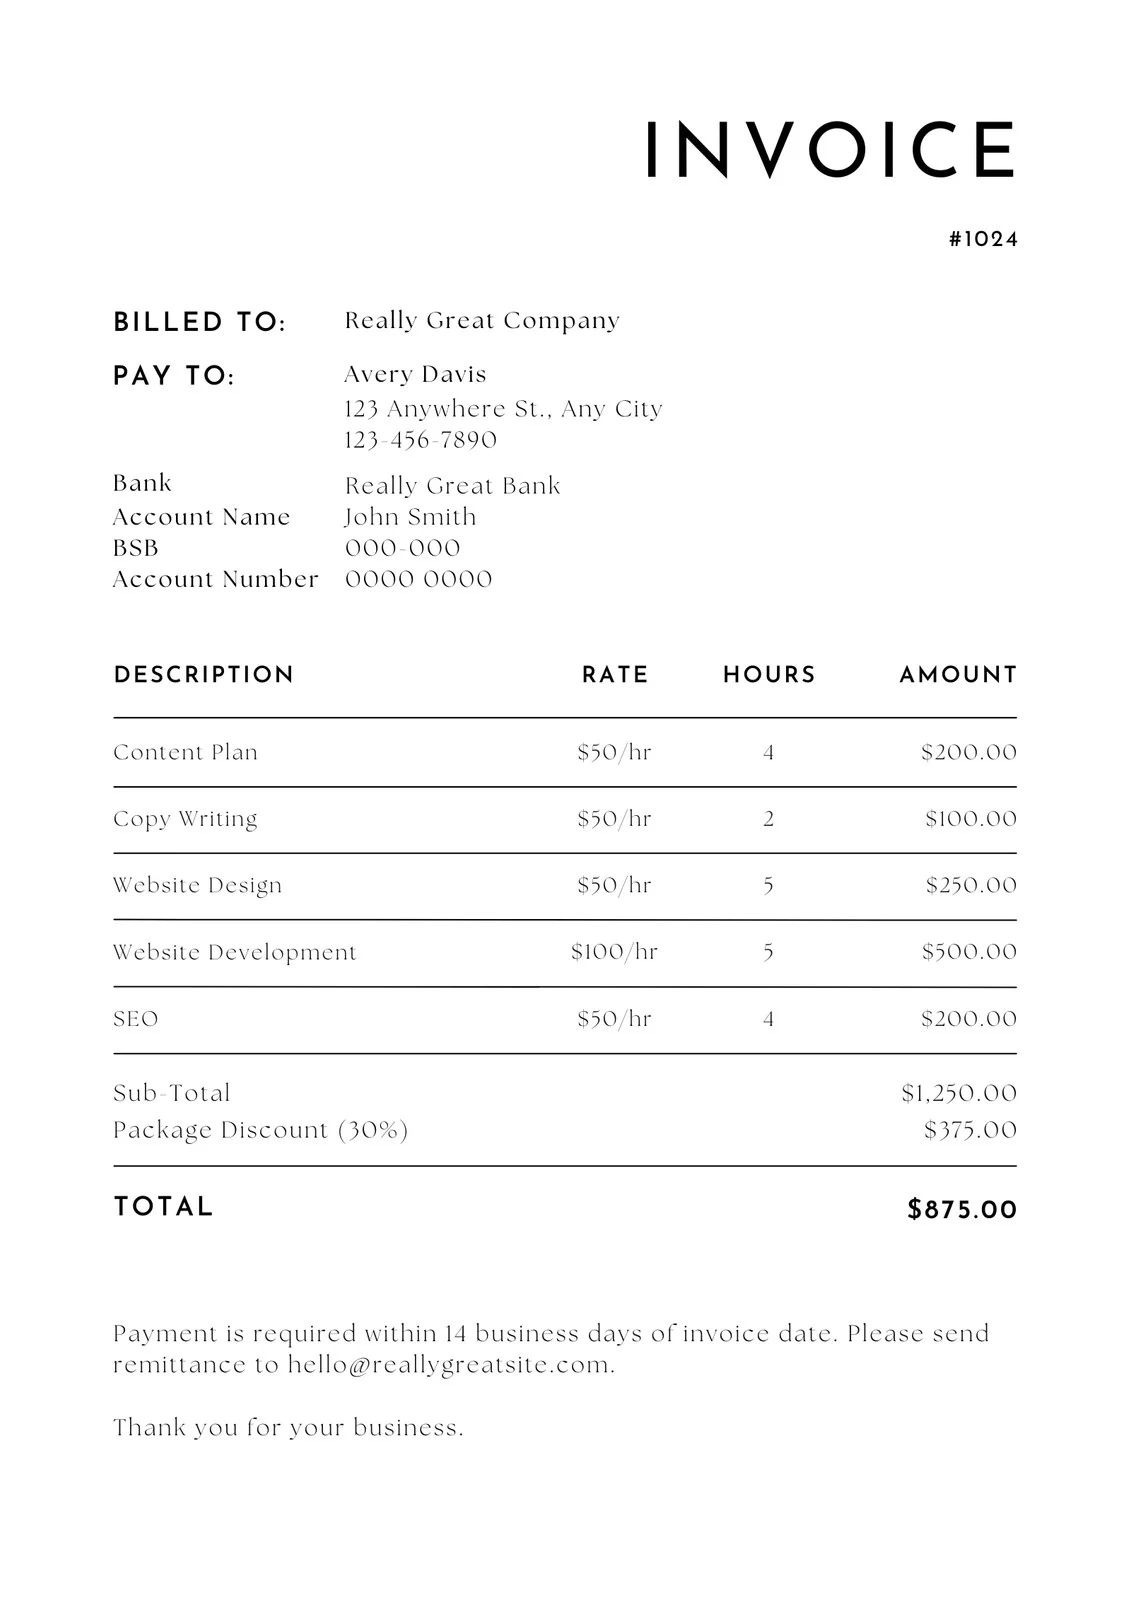 INVOICE
#1024
BILLED TO: Really Great Company
PAY TO: Avery Davis
123 Anywhere St., Any City
123-456-7890
Bank Really Great Bank
Account Name John Smith
BSB 000-000
Account Number 0000 0000
DESCRIPTION RATE HOURS AMOUNT
Content Plan $50/hr 4 $200.00
Copy Writing $50/hr 2 $100.00
Website Design $50/hr 5 $250.00
Website Development $100/hr 5 $500.00
SEO $50/hr 4 $200.00
Sub-Total $1,250.00
Package Discount (30%) $375.00
TOTAL $875.00
Payment is required within 14 business days of invoice date. Please send
remittance to hello@reallygreatsite.com.
Thank you for your business.